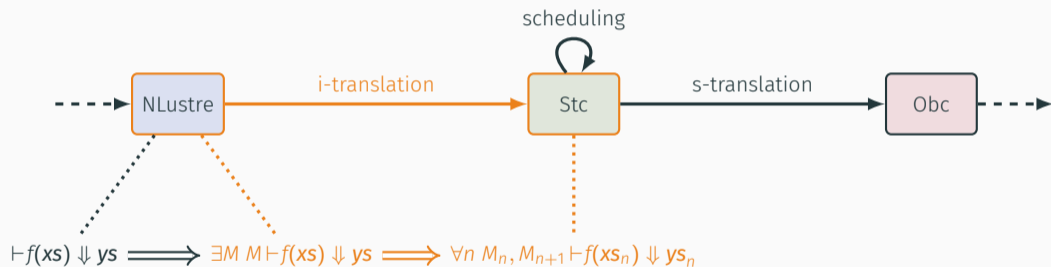 scheduling
i-translation
s-translation
NLustre
Stc
Obc
⊢f(xs) ⇓ ys ⟹ ∃M M ⊢f(xs) ⇓ ys ⟹ ∀n Mₙ, Mₙ₊₁ ⊢f(xsₙ) ⇓ ysₙ